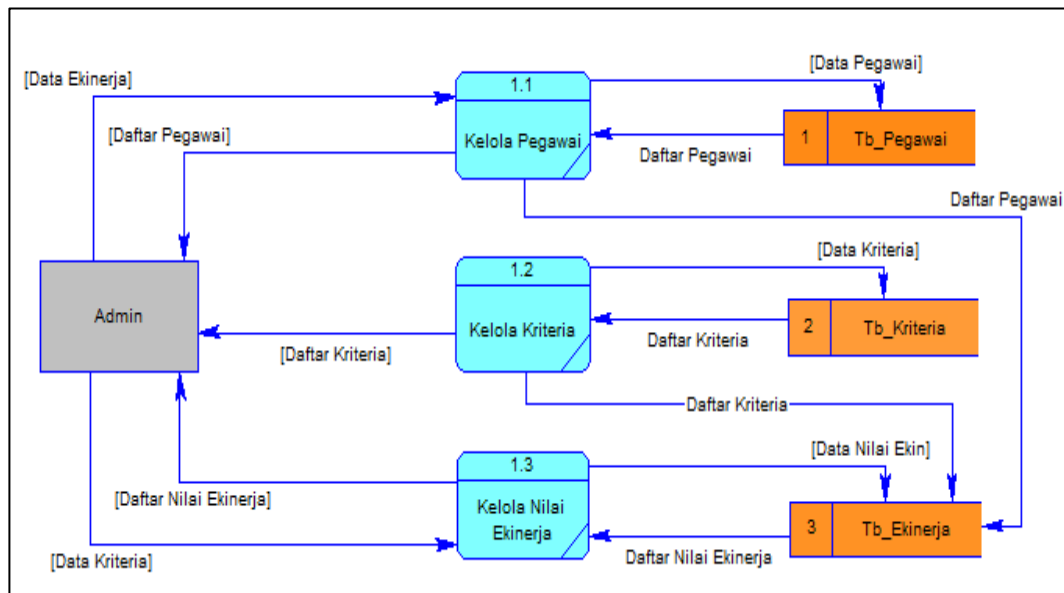 [Data Ekinerja]
1.1
[Data Pegawai]
[Daftar Pegawai]
Kelola Pegawai
1
Tb_Pegawai
Daftar Pegawai
Daftar Pegawai
1.2
[Data Kriteria]
Admin
Kelola Kriteria
2
Tb_Kriteria
[Daftar Kriteria]
Daftar Kriteria
Daftar Kriteria
1.3
[Data Nilai Ekin]
[Daftar Nilai Ekinerja]
Kelola Nilai
Ekinerja
3
Tb_Ekinerja
[Data Kriteria]
Daftar Nilai Ekinerja